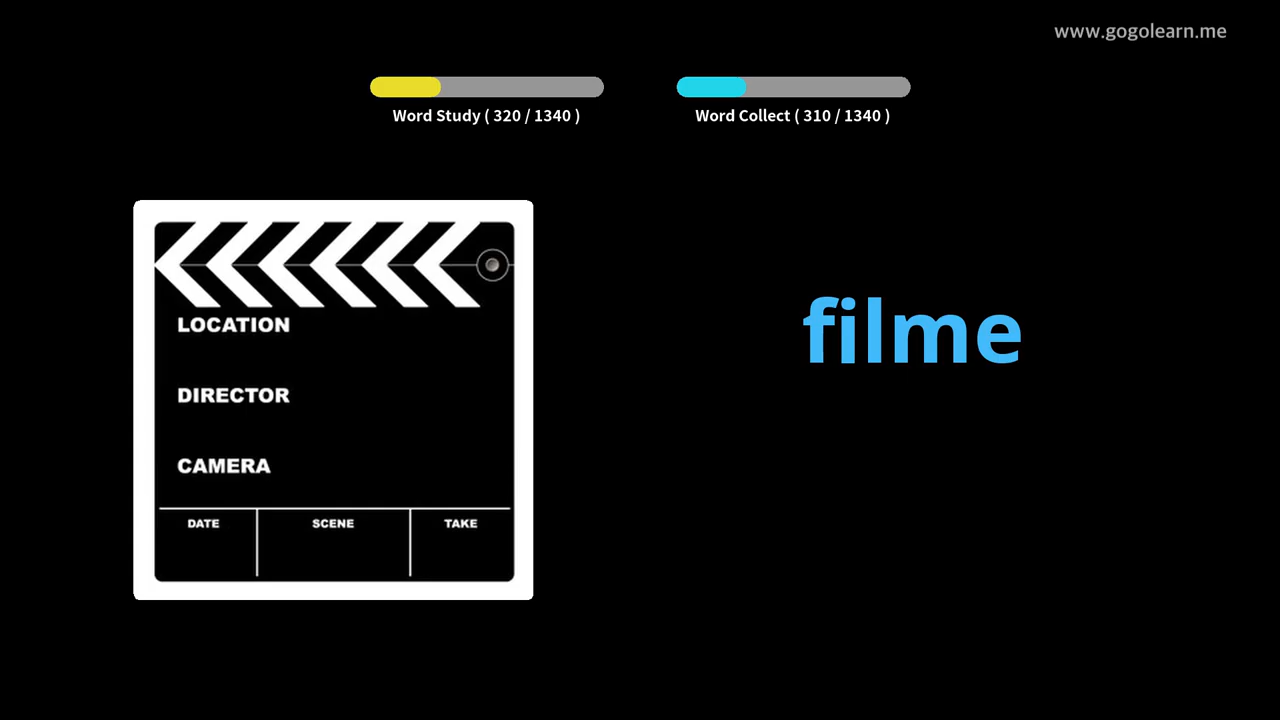 www.gogolearn.me
Word Study ( 320 / 1340 )
Word Collect ( 310 / 1340 )
LOCATION
DIRECTOR
CAMERA
DATE
SCENE
TAKE
filme